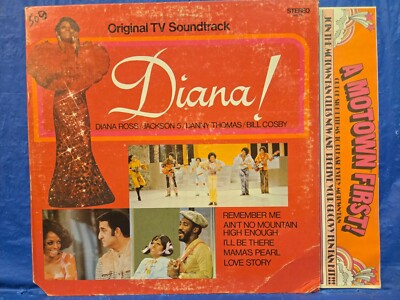 509
Original TV Soundtrack
STEREO
Diana!
DIANA ROSS/JACKSON 5/DANNY THOMAS/BILL COSBY
REMEMBER ME
AIN'T NO MOUNTAIN
HIGH ENOUGH
I'LL BE THERE
MAMA'S PEARL
LOVE STORY
A MOTOWN FIRST!